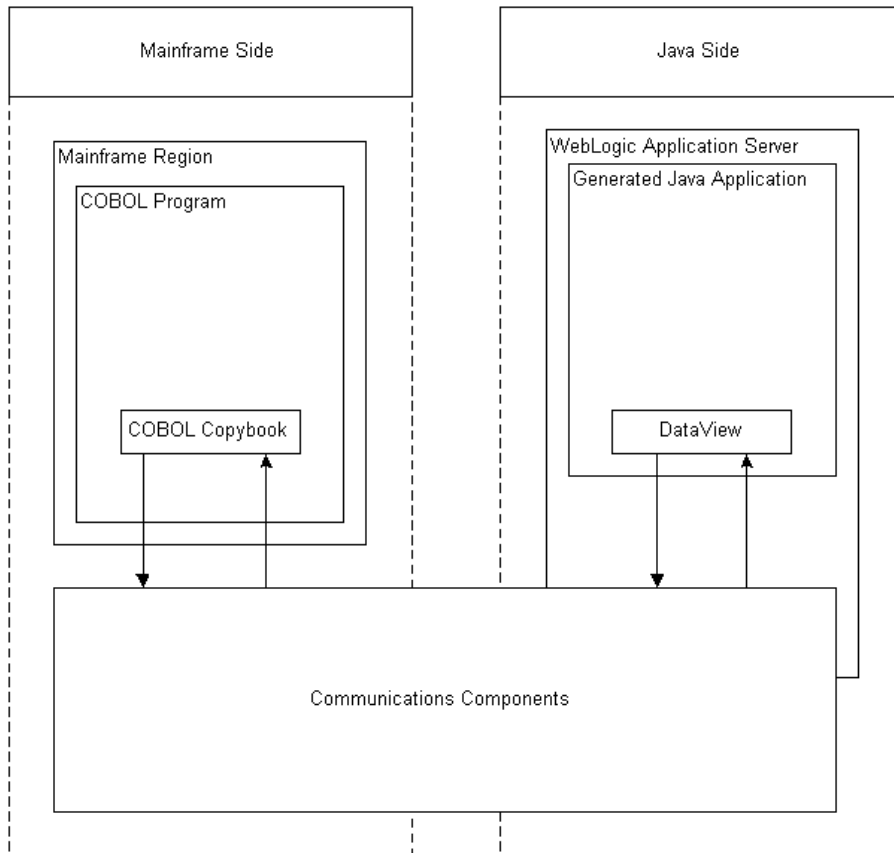 Mainframe Side
Java Side
Mainframe Region
COBOL Program
COBOL Copybook
WebLogic Application Server
Generated Java Application
DataView
Communications Components